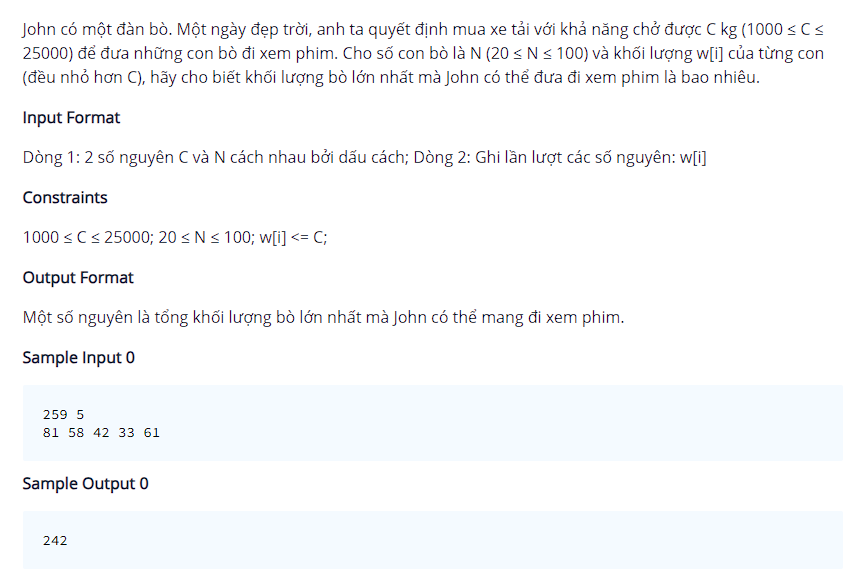 John có một đàn bò. Một ngày đẹp trời, anh ta quyết định mua xe tải với khả năng chở được C kg (1000 ≤ C ≤
25000) để đưa những con bò đi xem phim. Cho số con bò là N (20 ≤ N ≤ 100) và khối lượng w[i] của từng con
(đều nhỏ hơn C), hãy cho biết khối lượng bò lớn nhất mà John có thể đưa đi xem phim là bao nhiêu.
Input Format
Dòng 1: 2 số nguyên C và N cách nhau bởi dấu cách; Dòng 2: Ghi lần lượt các số nguyên: w[i]
Constraints
1000 ≤ C ≤ 25000; 20 ≤ N ≤ 100; w[i] <= C;
Output Format
Một số nguyên là tổng khối lượng bò lớn nhất mà John có thể mang đi xem phim.
Sample Input 0
259 5
81 58 42 33 61
Sample Output 0
242